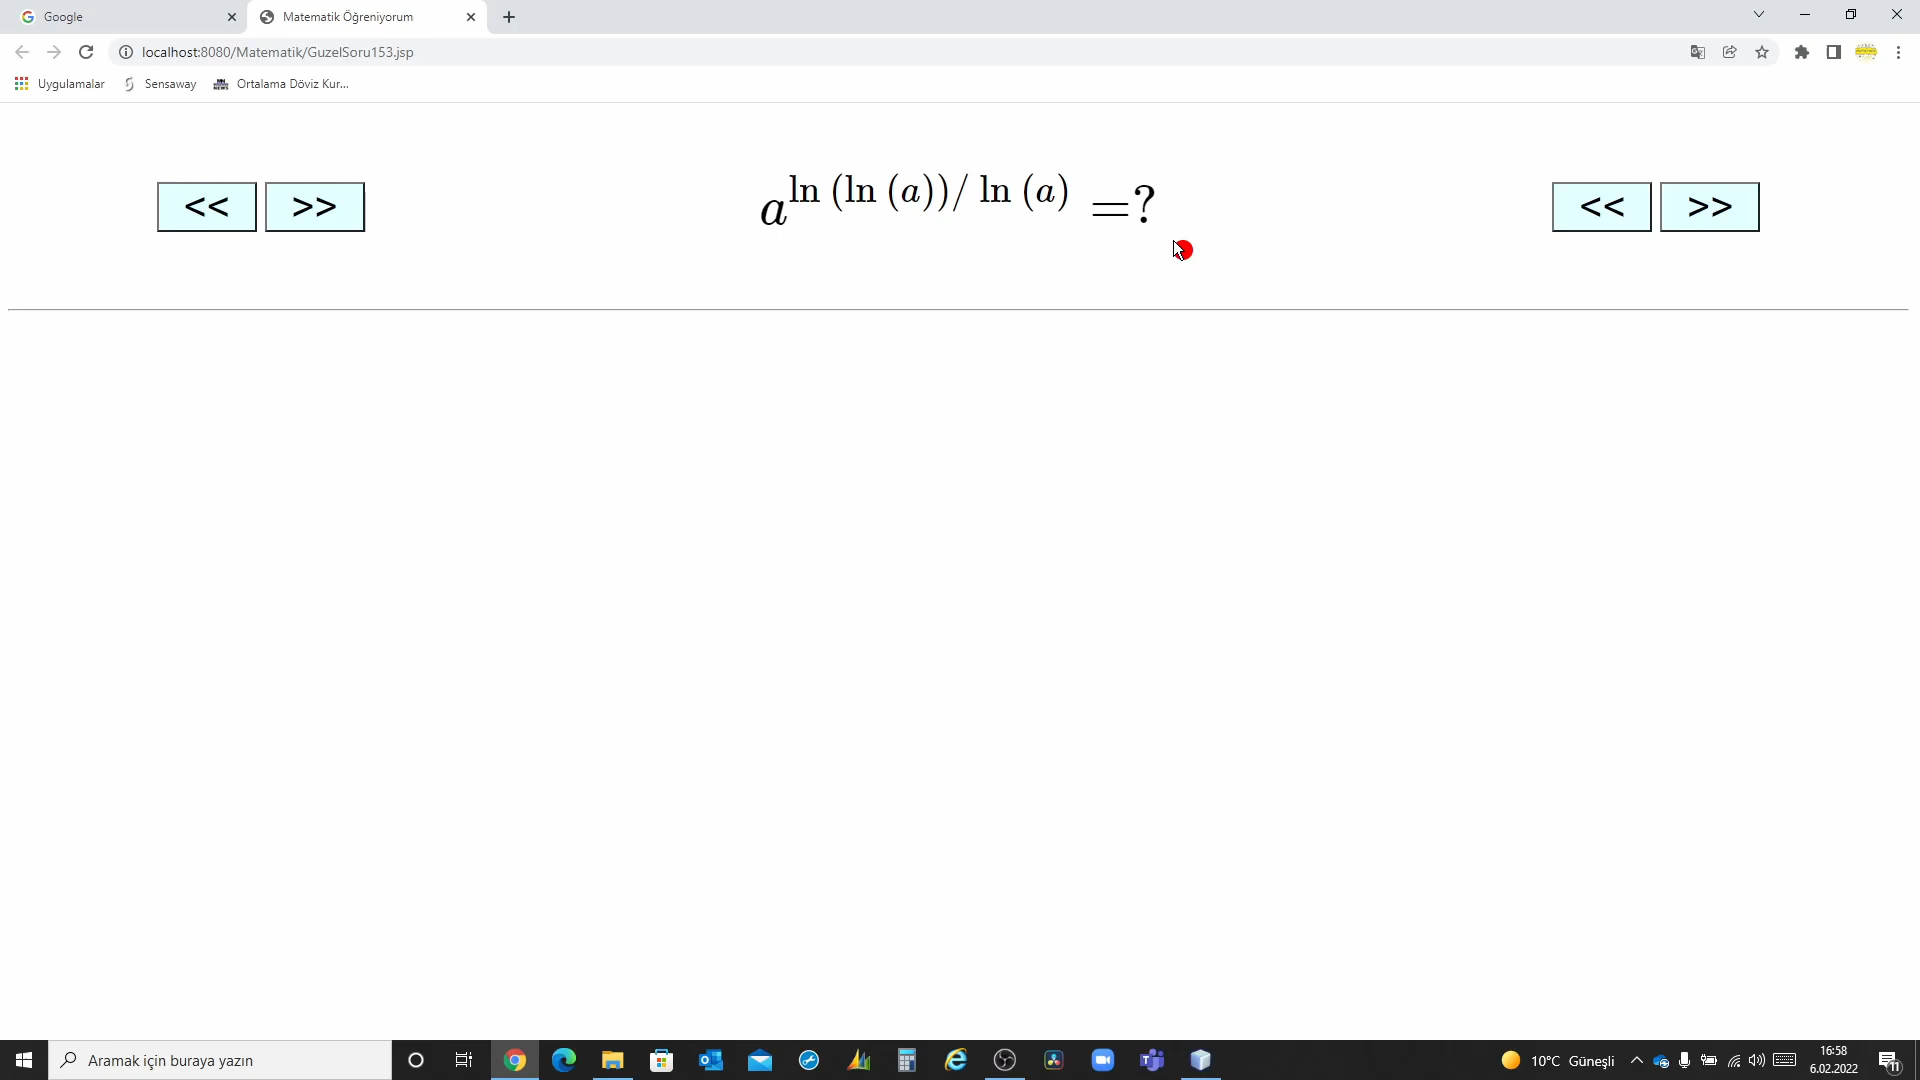 Google
Matematik Öğreniyorum
localhost:8080/Matematik/GuzelSoru153.jsp
Uygulamalar
Sensaway
Ortalama Döviz Kur...
<< >>
a^{ln (ln (a))/ ln (a)} =?
<< >>
Aramak için buraya yazın
10°C Güneşli
16:58
6.02.2022
11